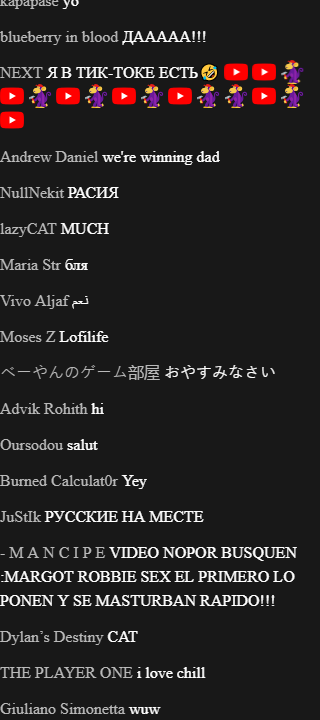 kapapase yo
blueberry in blood ДААААА!!!
NEXT Я В ТИК-ТОКЕ ЕСТЬ
Andrew Daniel we're winning dad
NullNekit РАСИЯ
lazyCAT MUCH
Maria Str бля
Vivo Aljaf نعم
Moses Z Lofilife
べーやんのゲーム部屋 おやすみなさい
Advik Rohith hi
Oursodou salut
Burned Calculat0r Yey
JuStIk РУССКИЕ НА МЕСТЕ
- M A N C I P E VIDEO NOPOR BUSQUEN
:MARGOT ROBBIE SEX EL PRIMERO LO
PONEN Y SE MASTURBAN RAPIDO!!!
Dylan’s Destiny CAT
THE PLAYER ONE i love chill
Giuliano Simonetta wuw